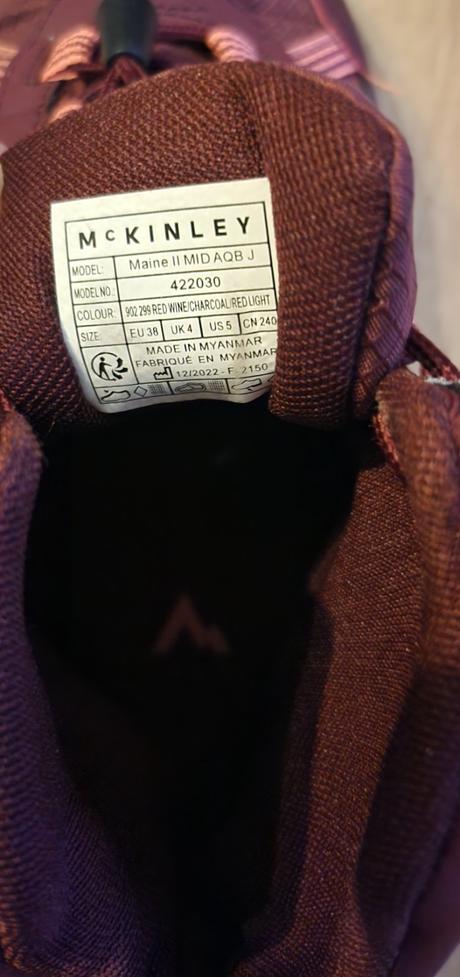 McKINLEY
MODEL: Maine II MID AQB J
MODEL NO.: 422030
COLOUR: 902 299 RED WINE/CHARCOAL/RED LIGHT
SIZE: EU 38 UK 4 US 5 CN 240
MADE IN MYANMAR
FABRIQUÉ EN MYANMAR
12/2022 - F- 2150